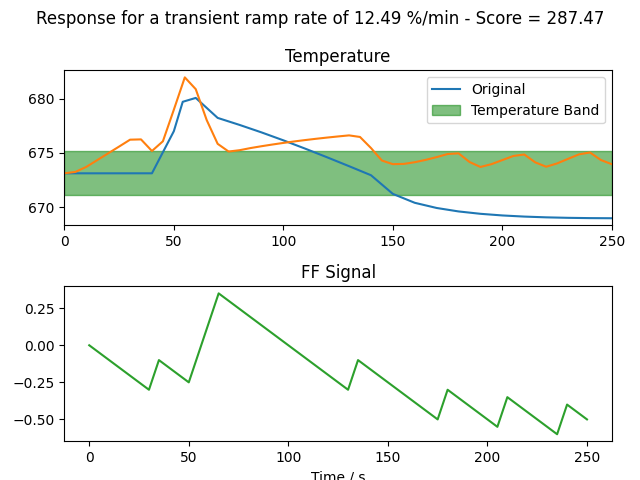 Response for a transient ramp rate of 12.49 %/min - Score = 287.47
Temperature
Original
Temperature Band
680
675
670
0 50 100 150 200 250
FF Signal
0.25
0.00
−0.25
−0.50
0 50 100 150 200 250
Time / s